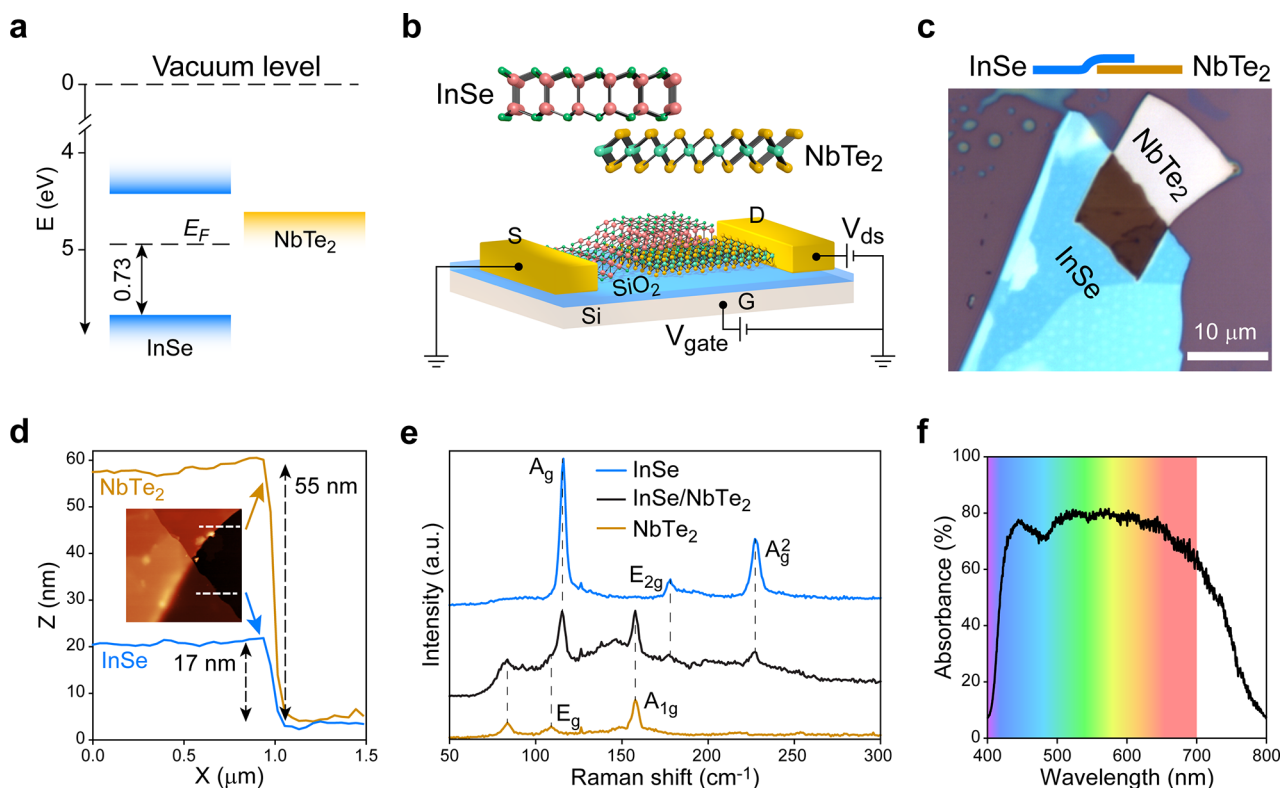 a
Vacuum level
0
4
5
E (eV)
E_F
0.73
NbTe₂
InSe
b
InSe
NbTe₂
S
D
V_ds
SiO₂
Si
G
V_gate
c
InSe
NbTe₂
NbTe₂
InSe
10 μm
d
60
50
40
30
20
10
0
Z (nm)
NbTe₂
55 nm
InSe
17 nm
0.0
0.5
1.0
1.5
X (μm)
e
A_g
InSe
InSe/NbTe₂
NbTe₂
E_2g
A_g^2
E_g
A_1g
Intensity (a.u.)
50
100
150
200
250
300
Raman shift (cm⁻¹)
f
100
80
60
40
20
0
Absorbance (%)
400
500
600
700
800
Wavelength (nm)